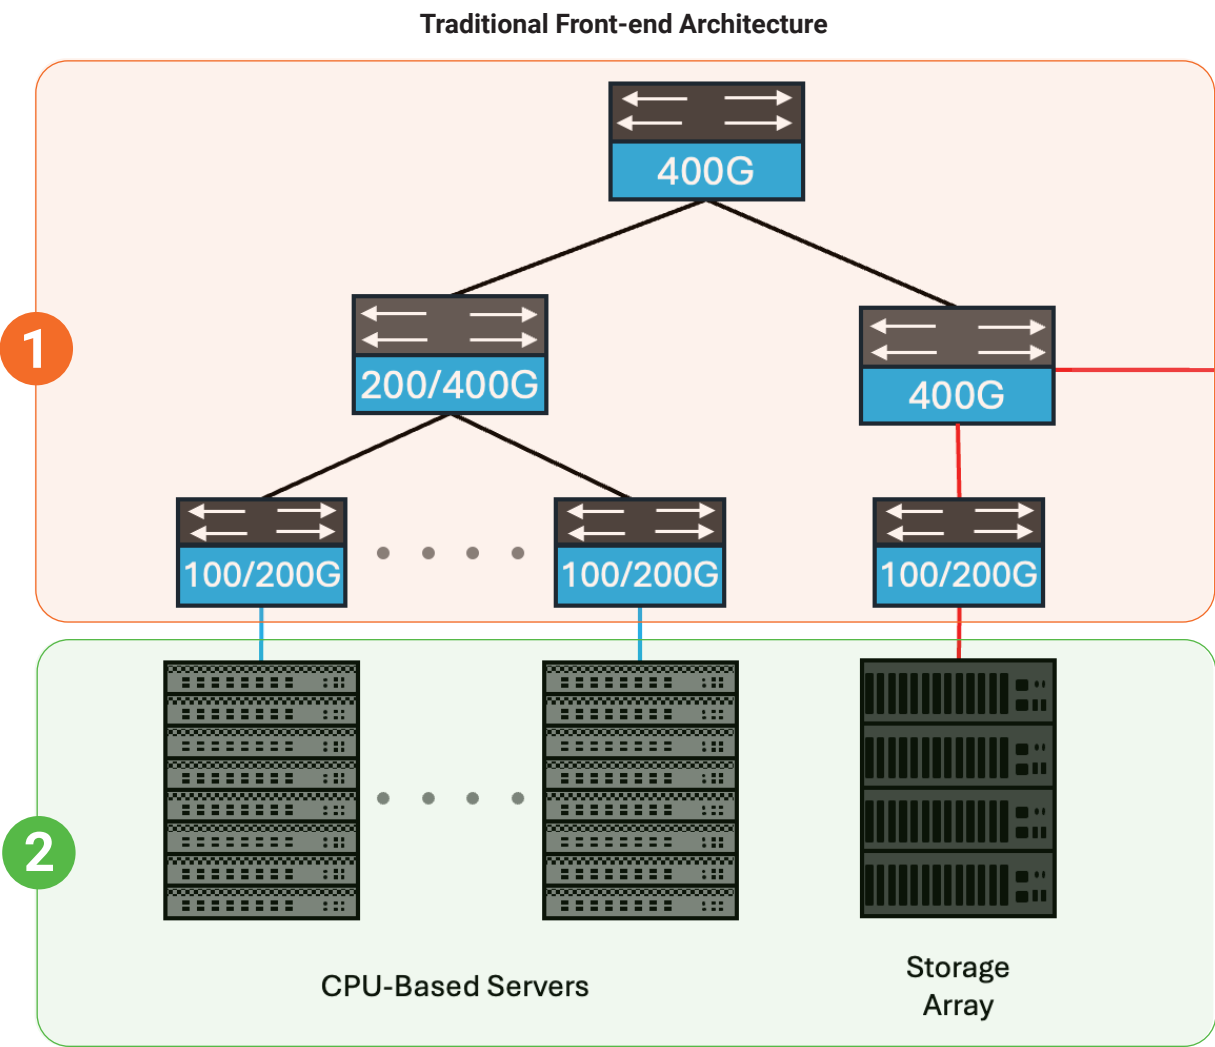 Traditional Front-end Architecture
400G
1
200/400G
400G
100/200G
100/200G
100/200G
2
CPU-Based Servers
Storage
Array